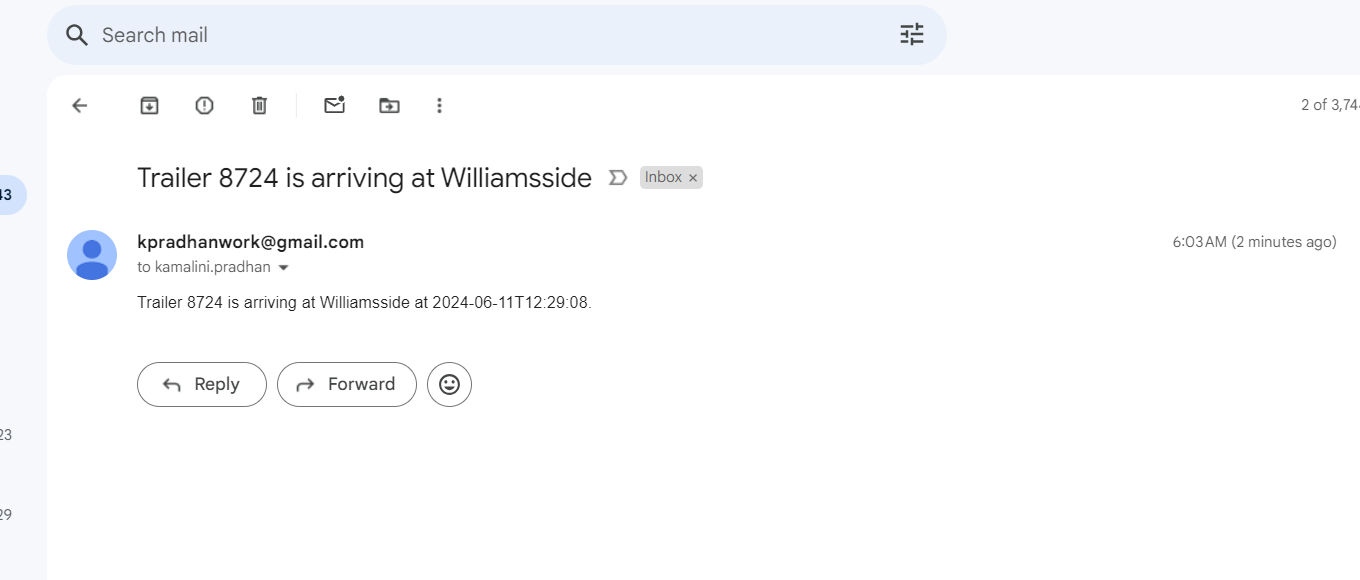 Search mail
2 of 3,74
Trailer 8724 is arriving at Williamsside Inbox ×
43
kpradhanwork@gmail.com 6:03 AM (2 minutes ago)
to kamalini.pradhan
Trailer 8724 is arriving at Williamsside at 2024-06-11T12:29:08.
Reply Forward
23
29